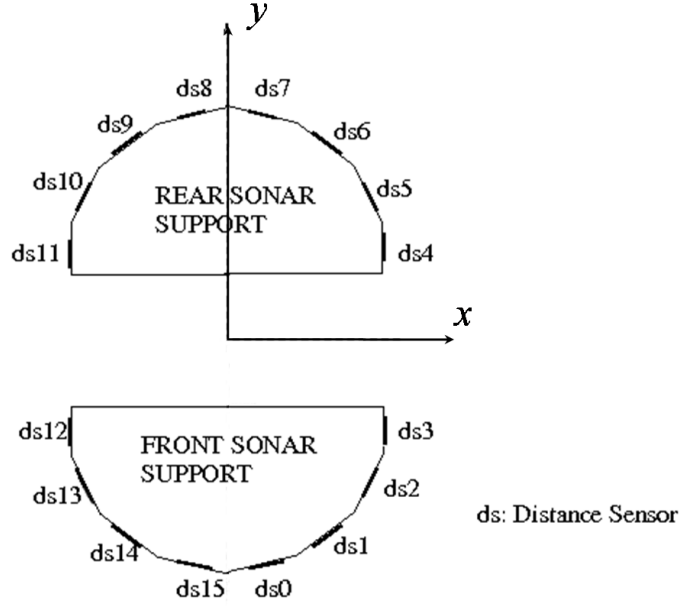 y
ds8
ds7
ds9
ds6
ds10
ds5
REAR SONAR
SUPPORT
ds11
ds4
x
ds12
ds3
FRONT SONAR
SUPPORT
ds13
ds2
ds: Distance Sensor
ds14
ds1
ds15
ds0